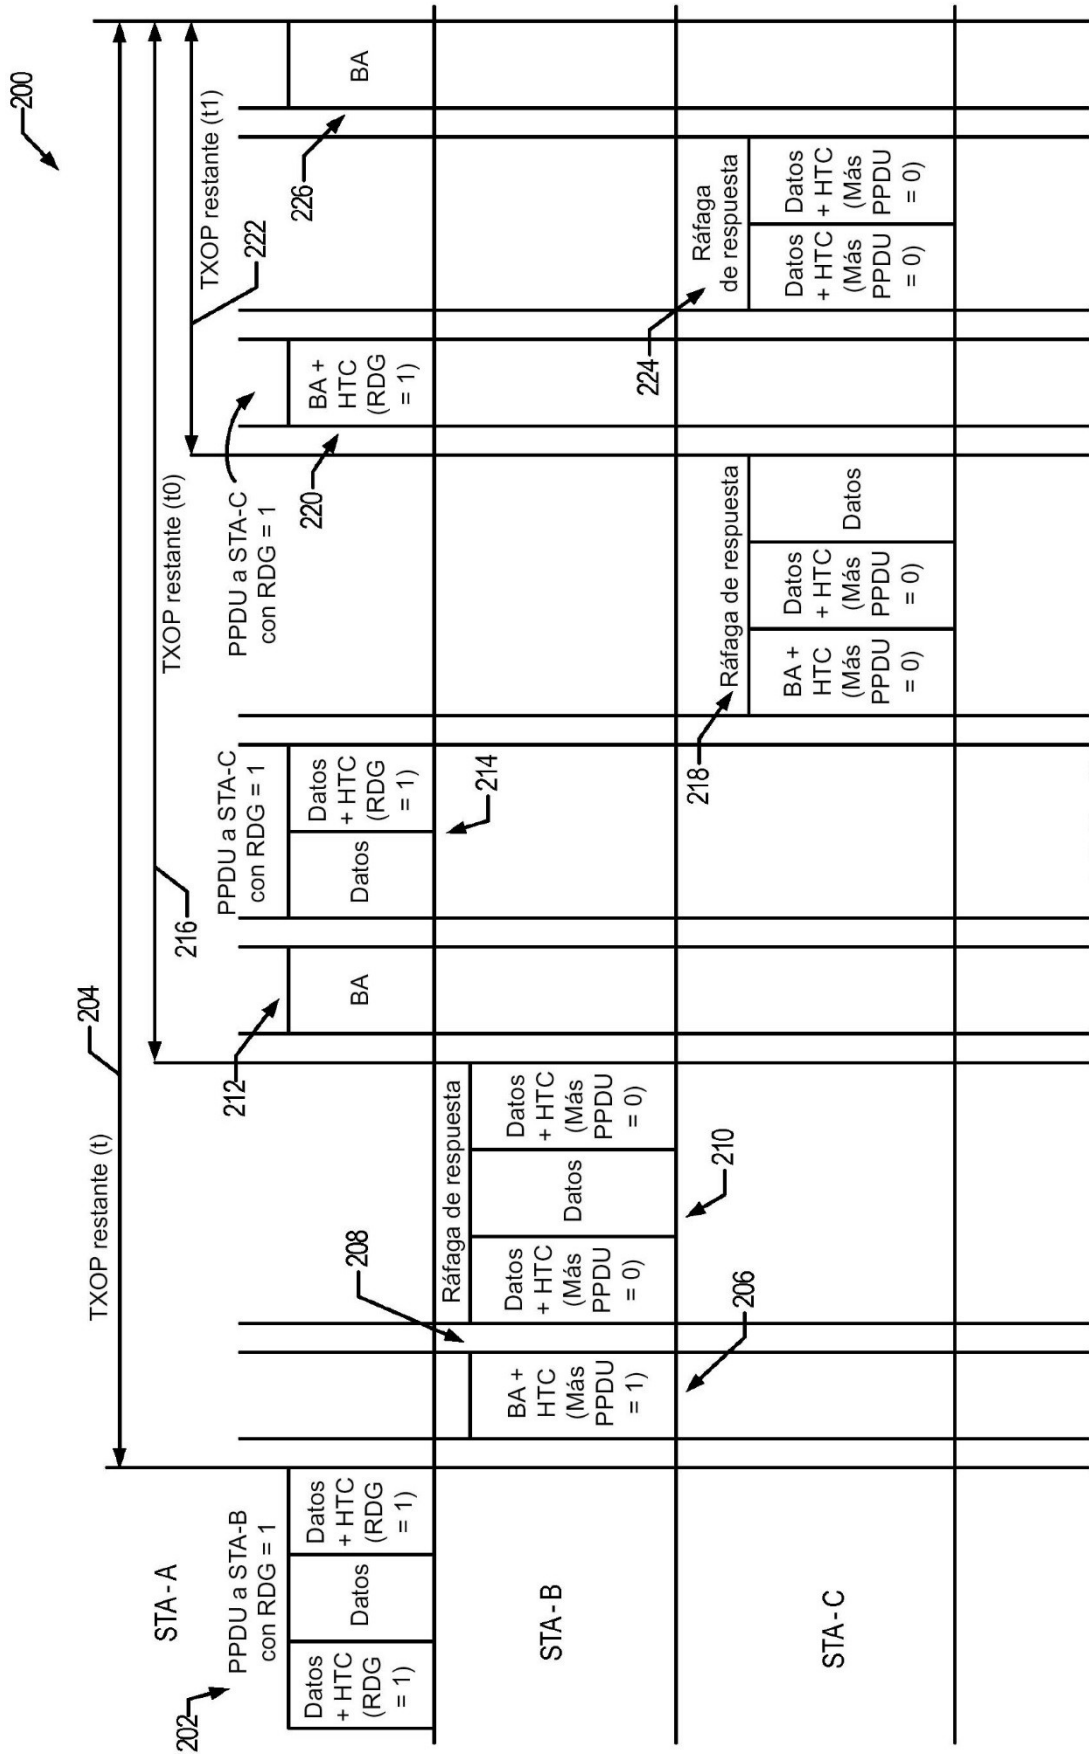 200
204
TXOP restante (t)
216
TXOP restante (t0)
222
TXOP restante (t1)
STA-A
202
PPDU a STA-B
con RDG = 1
Datos
+ HTC
(RDG
= 1)
Datos
Datos
+ HTC
(RDG
= 1)
212
BA
PPDU a STA-C
con RDG = 1
Datos
Datos
+ HTC
(RDG
= 1)
214
PPDU a STA-C
con RDG = 1
220
BA +
HTC
(RDG
= 1)
226
BA
STA-B
208
BA +
HTC
(Más
PPDU
= 1)
206
Ráfaga de respuesta
Datos
+ HTC
(Más
PPDU
= 0)
Datos
Datos
+ HTC
(Más
PPDU
= 0)
210
STA-C
218
Ráfaga de respuesta
BA +
HTC
(Más
PPDU
= 0)
Datos
+ HTC
(Más
PPDU
= 0)
Datos
224
Ráfaga
de respuesta
Datos
+ HTC
(Más
PPDU
= 0)
Datos
+ HTC
(Más
PPDU
= 0)